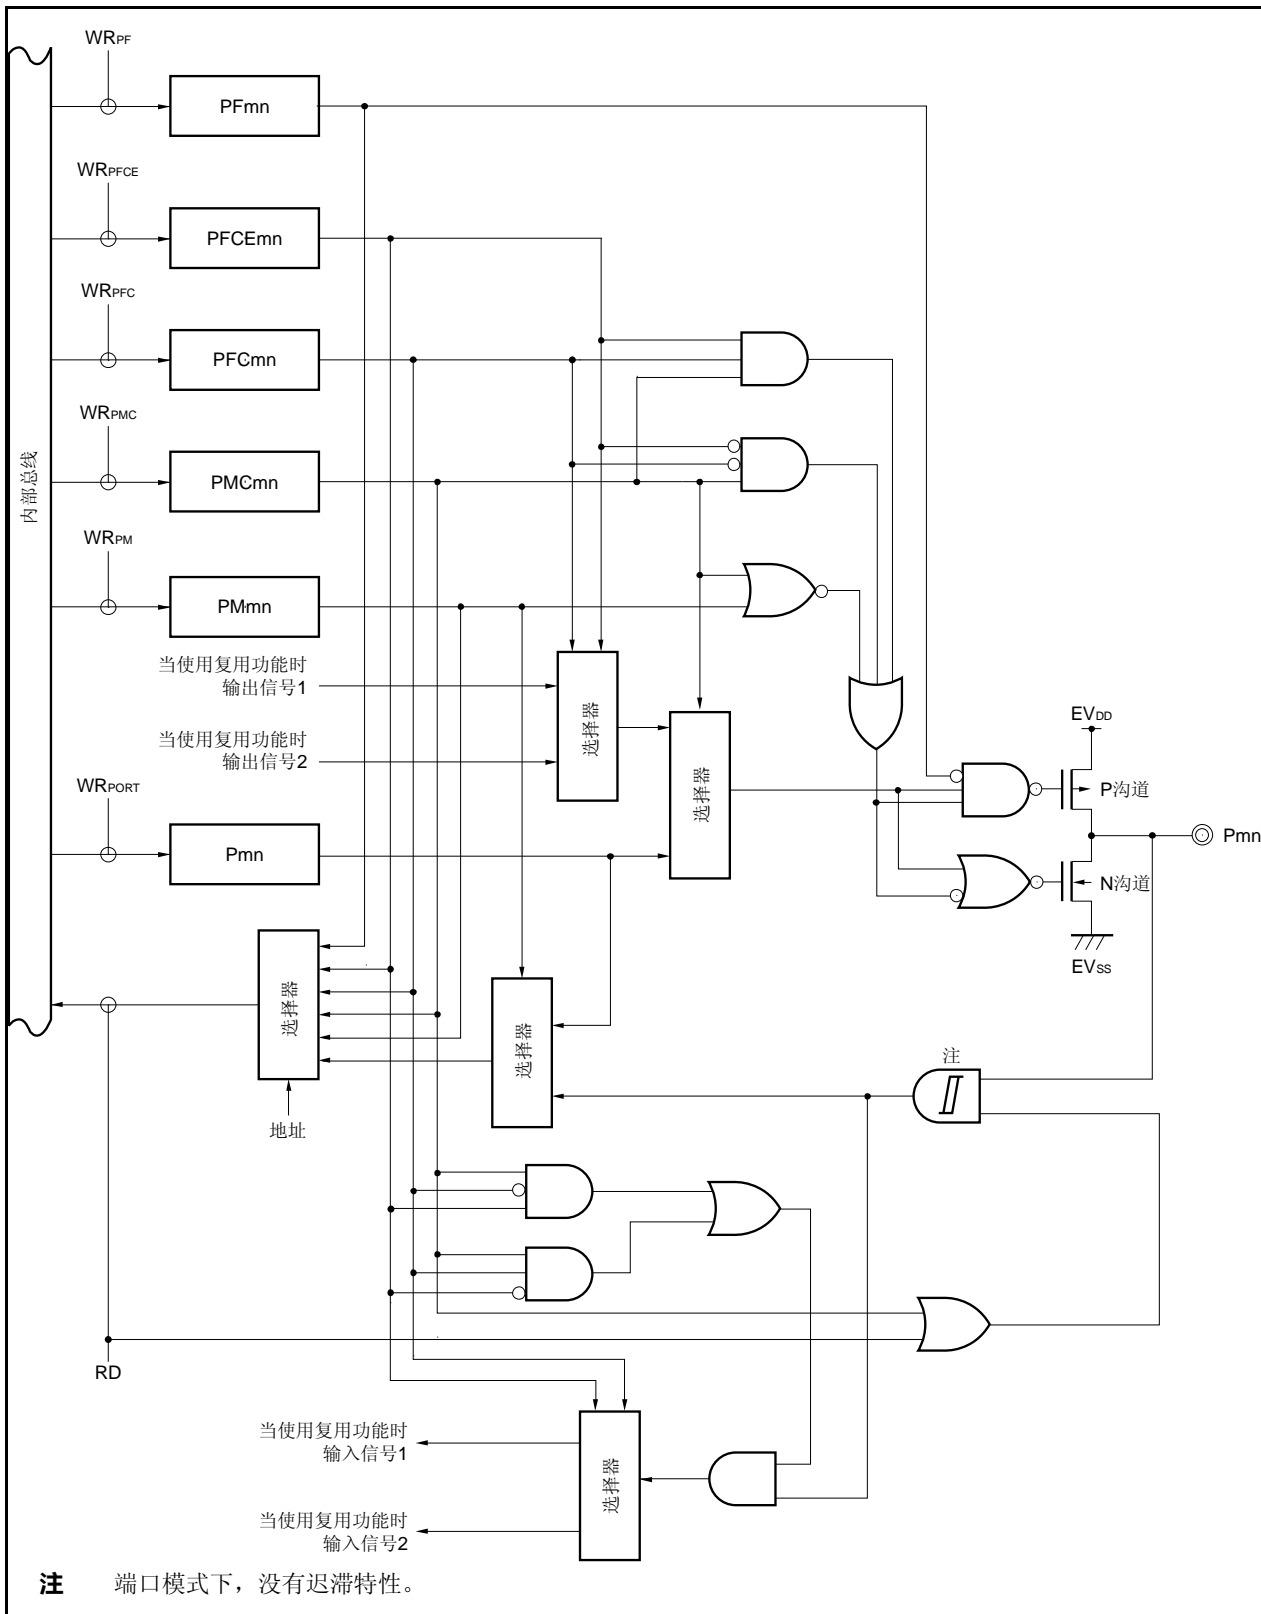 WRPF
PFmn
WRPFCE
PFCEmn
WRPFC
PFCmn
WRPMC
PMCmn
内部总线
WRPM
PMmn
当使用复用功能时
输出信号1
当使用复用功能时
输出信号2
选择器
选择器
WRPORT
Pmn
EVDD
P沟道
Pmn
N沟道
EVSS
选择器
选择器
地址
注
RD
当使用复用功能时
输入信号1
当使用复用功能时
输入信号2
选择器
注 端口模式下，没有迟滞特性。